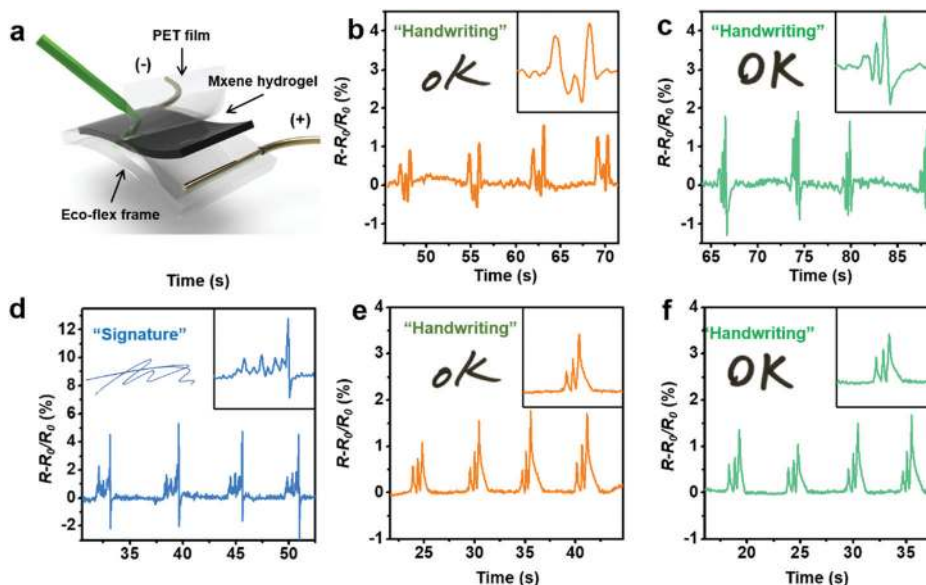 a
PET film
(-)
Mxene hydrogel
(+)
Eco-flex frame
b
"Handwriting"
oK
R-R0/R0 (%)
4
3
2
1
0
-1
50 55 60 65 70
Time (s)
c
"Handwriting"
OK
R-R0/R0 (%)
4
3
2
1
0
-1
65 70 75 80 85
Time (s)
Time (s)
d
"Signature"
R-R0/R0 (%)
12
10
8
6
4
2
0
-2
35 40 45 50
Time (s)
e
"Handwriting"
oK
R-R0/R0 (%)
4
3
2
1
0
-1
25 30 35 40
Time (s)
f
"Handwriting"
OK
R-R0/R0 (%)
4
3
2
1
0
-1
20 25 30 35
Time (s)